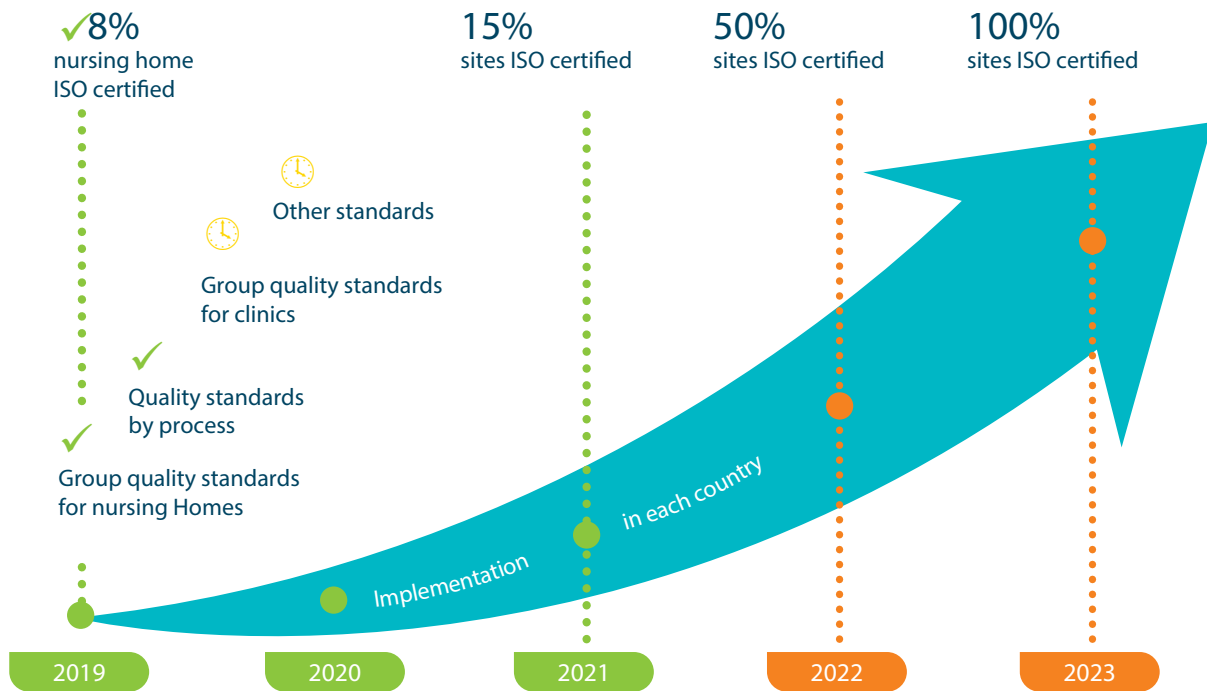 8%
nursing home
ISO certified
15%
sites ISO certified
50%
sites ISO certified
100%
sites ISO certified
Other standards
Group quality standards
for clinics
Quality standards
by process
Group quality standards
for nursing Homes
Implementation
in each country
2019
2020
2021
2022
2023